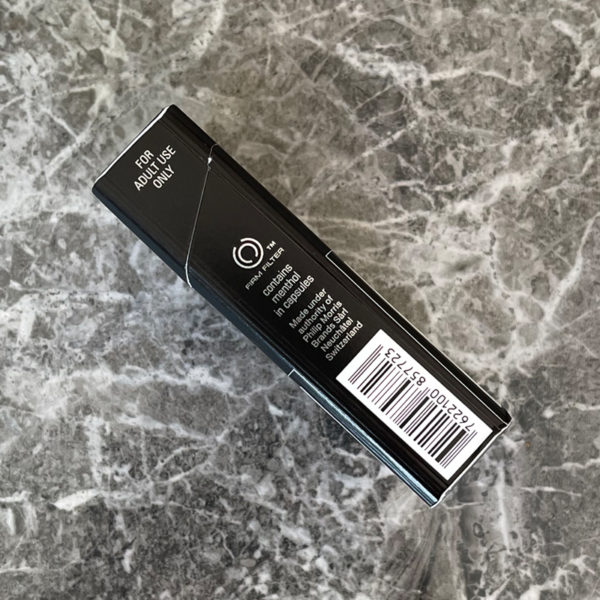 FOR
ADULT USE
ONLY
™
FIRM FILTER
contains
menthol
in capsules
Made under
authority of
Philip Morris
Brands Sàrl
Neuchâtel
Switzerland
7622100 857723